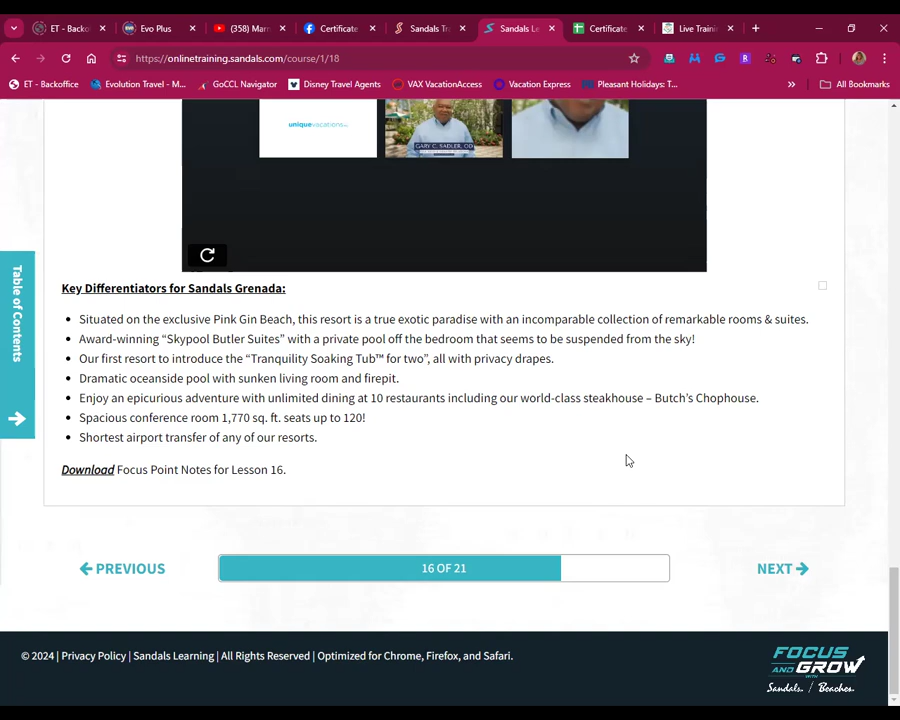 ET - Backo
Evo Plus
(358) Marr
Certificate
Sandals Tr
Sandals Le
Certificate
Live Traini
https://onlinetraining.sandals.com/course/1/18
ET - Backoffice
Evolution Travel - M...
GoCCL Navigator
Disney Travel Agents
VAX VacationAccess
Vacation Express
Pleasant Holidays: T...
All Bookmarks
uniquevacations
GARY C. SADLER, OD
Table of Contents
Key Differentiators for Sandals Grenada:
• Situated on the exclusive Pink Gin Beach, this resort is a true exotic paradise with an incomparable collection of remarkable rooms & suites.
• Award-winning “Skypool Butler Suites” with a private pool off the bedroom that seems to be suspended from the sky!
• Our first resort to introduce the “Tranquility Soaking Tub™ for two”, all with privacy drapes.
• Dramatic oceanside pool with sunken living room and firepit.
• Enjoy an epicurious adventure with unlimited dining at 10 restaurants including our world-class steakhouse – Butch’s Chophouse.
• Spacious conference room 1,770 sq. ft. seats up to 120!
• Shortest airport transfer of any of our resorts.
Download Focus Point Notes for Lesson 16.
PREVIOUS
16 OF 21
NEXT
© 2024 | Privacy Policy | Sandals Learning | All Rights Reserved | Optimized for Chrome, Firefox, and Safari.
FOCUS
AND GROW
WITH
Sandals / Beaches